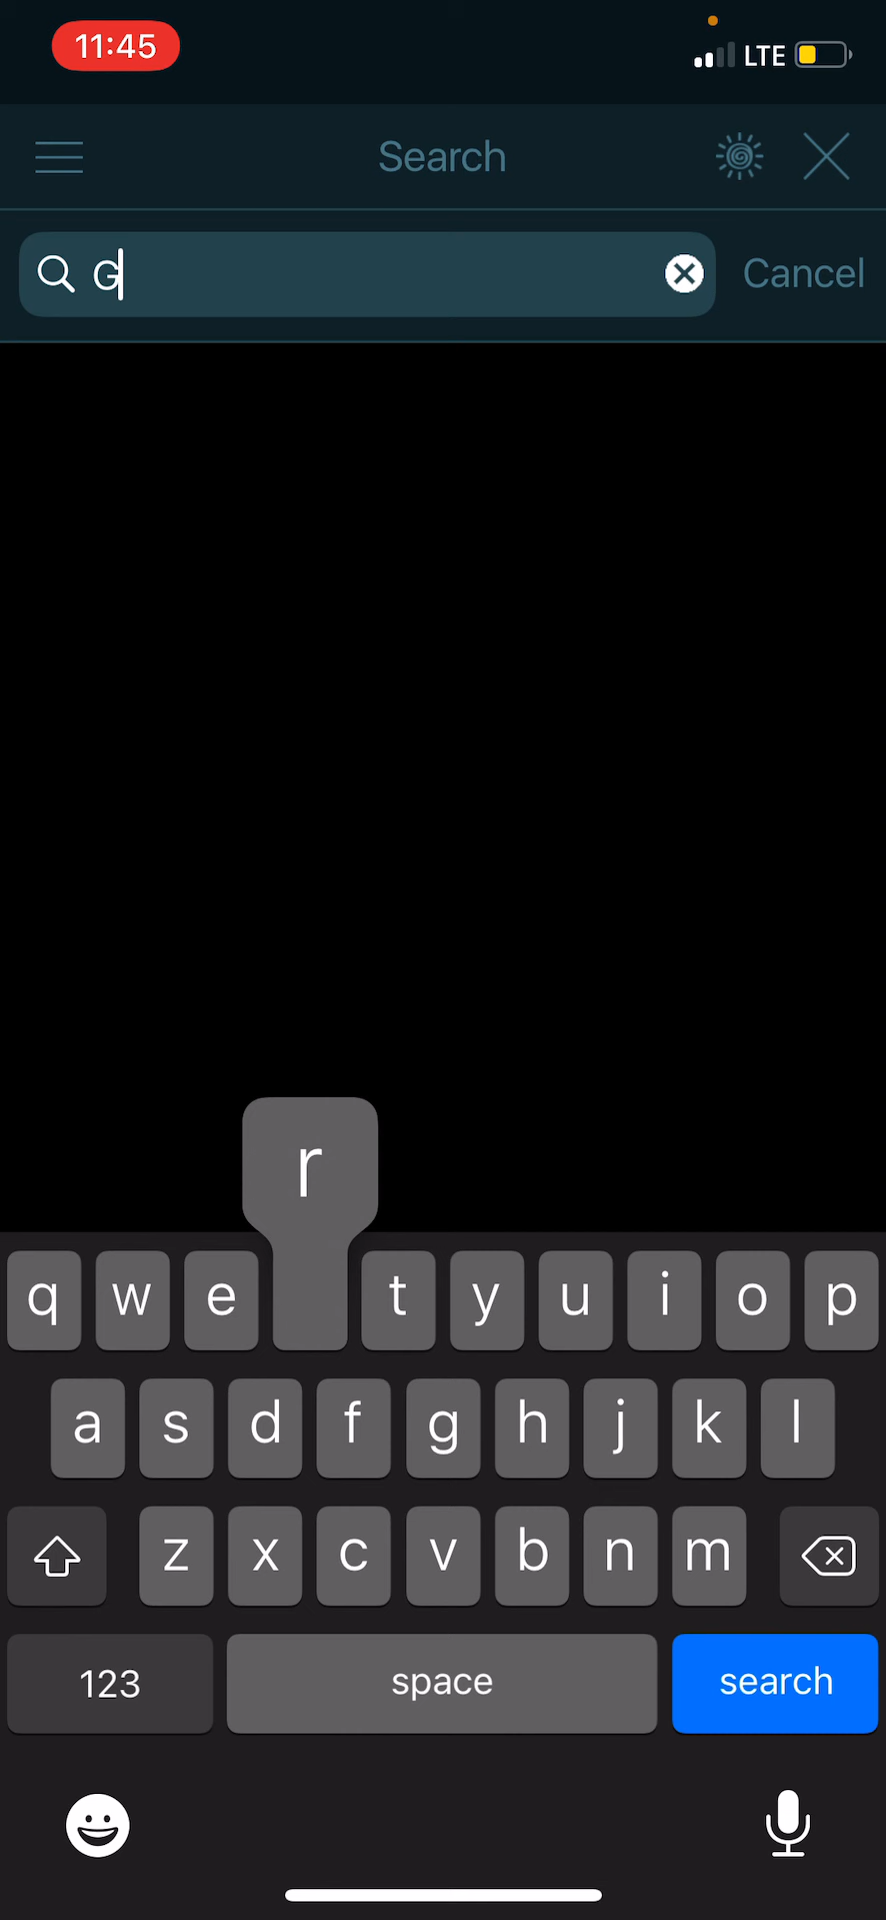 11:45 LTE
Search
G Cancel
r
q w e t y u i o p
a s d f g h j k l
z x c v b n m
123 space search